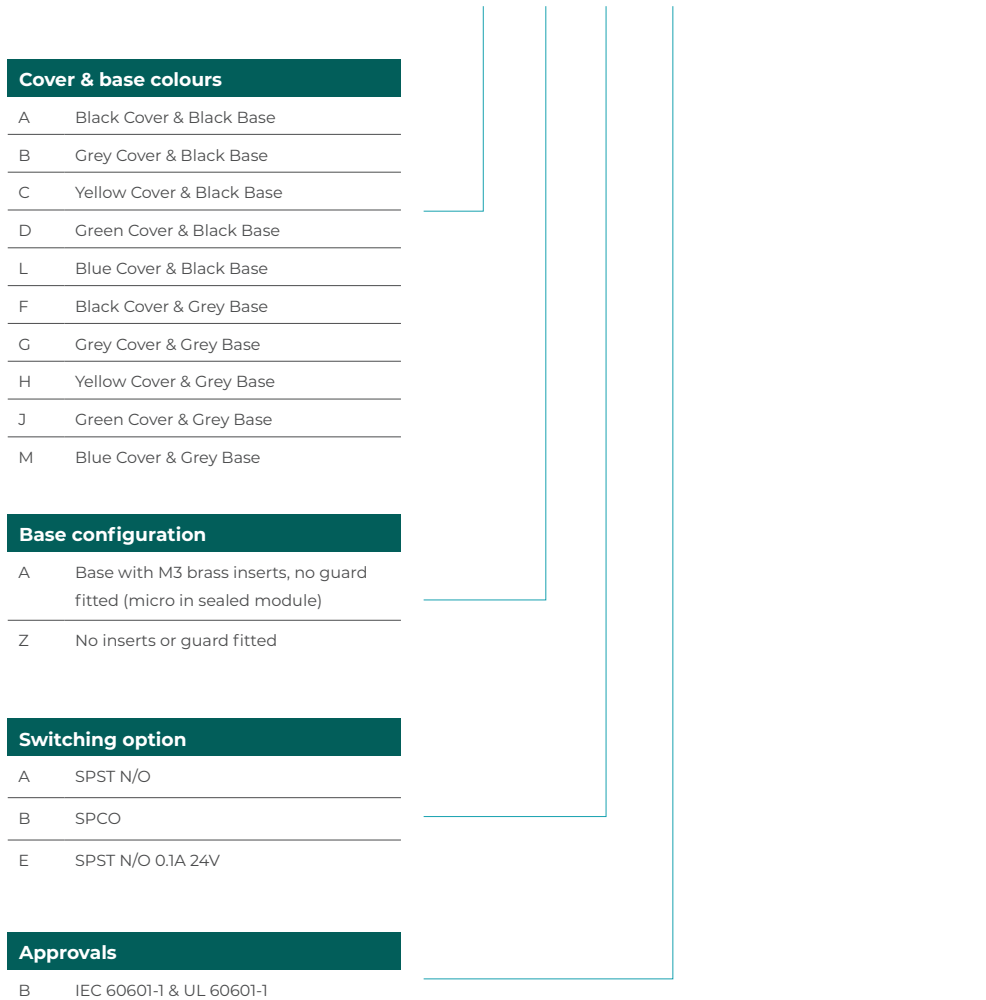 Cover & base colours
A Black Cover & Black Base
B Grey Cover & Black Base
C Yellow Cover & Black Base
D Green Cover & Black Base
L Blue Cover & Black Base
F Black Cover & Grey Base
G Grey Cover & Grey Base
H Yellow Cover & Grey Base
J Green Cover & Grey Base
M Blue Cover & Grey Base
Base configuration
A Base with M3 brass inserts, no guard
fitted (micro in sealed module)
Z No inserts or guard fitted
Switching option
A SPST N/O
B SPCO
E SPST N/O 0.1A 24V
Approvals
B IEC 60601-1 & UL 60601-1